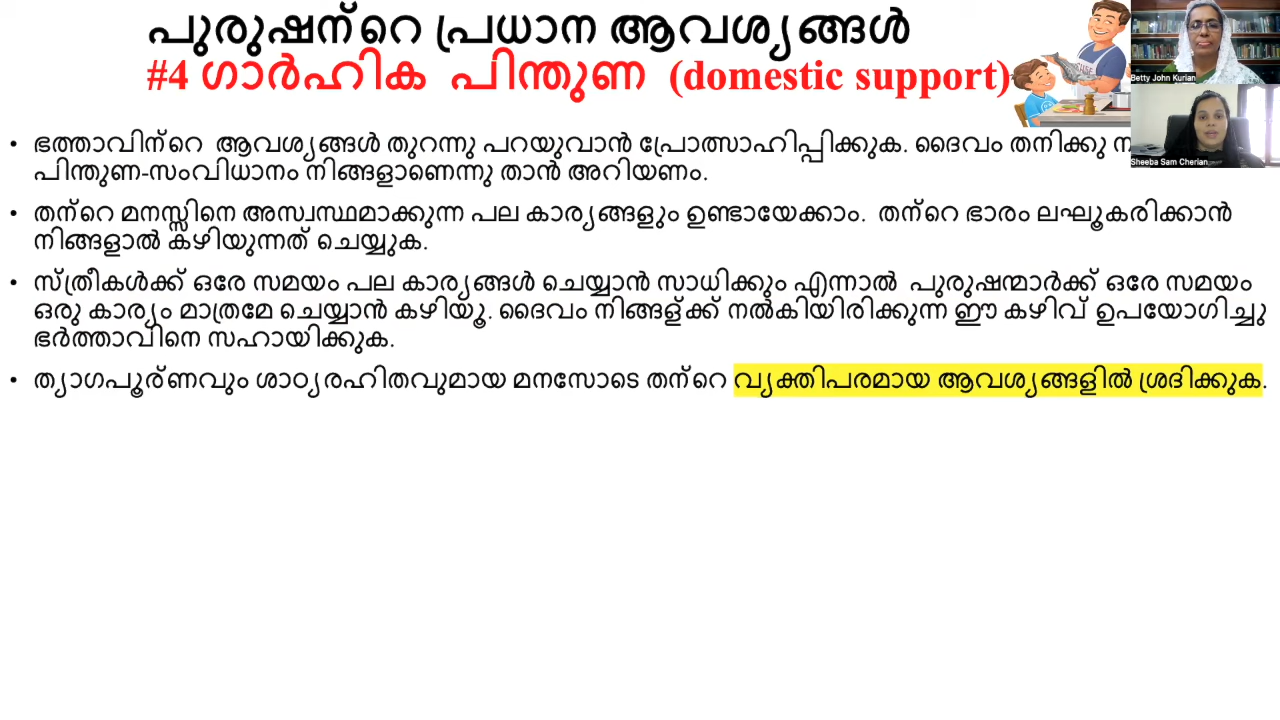 പുരുഷന്റെ പ്രധാന ആവശ്യങ്ങൾ
#4 ഗാർഹിക പിന്തുണ (domestic support)
Betty John Kurian
Sheeba Sam Cherian
• ഭത്താവിന്റെ ആവശ്യങ്ങൾ തുറന്നു പറയുവാൻ പ്രോത്സാഹിപ്പിക്കുക. ദൈവം തനിക്കു
പിന്തുണ-സംവിധാനം നിങ്ങളാണെന്നു താൻ അറിയണം.
• തന്റെ മനസ്സിനെ അസ്വസ്ഥമാക്കുന്ന പല കാര്യങ്ങളും ഉണ്ടായേക്കാം. തന്റെ ഭാരം ലഘൂകരിക്കാൻ
നിങ്ങളാൽ കഴിയുന്നത് ചെയ്യുക.
• സ്ത്രീകൾക്ക് ഒരേ സമയം പല കാര്യങ്ങൾ ചെയ്യാൻ സാധിക്കും എന്നാൽ പുരുഷന്മാർക്ക് ഒരേ സമയം
ഒരു കാര്യം മാത്രമേ ചെയ്യാൻ കഴിയൂ. ദൈവം നിങ്ങള്ക്ക് നൽകിയിരിക്കുന്ന ഈ കഴിവ് ഉപയോഗിച്ചു
ഭർത്താവിനെ സഹായിക്കുക.
• ത്യാഗപൂര്ണവും ശാഠ്യരഹിതവുമായ മനസോടെ തന്റെ വ്യക്തിപരമായ ആവശ്യങ്ങളിൽ ശ്രദിക്കുക.